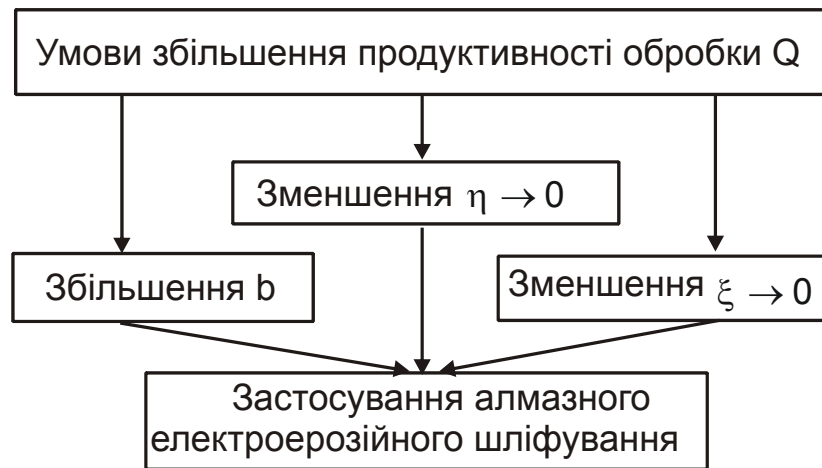 Умови збільшення продуктивності обробки Q
Зменшення η → 0
Збільшення b
Зменшення ξ → 0
Застосування алмазного
електроерозійного шліфування